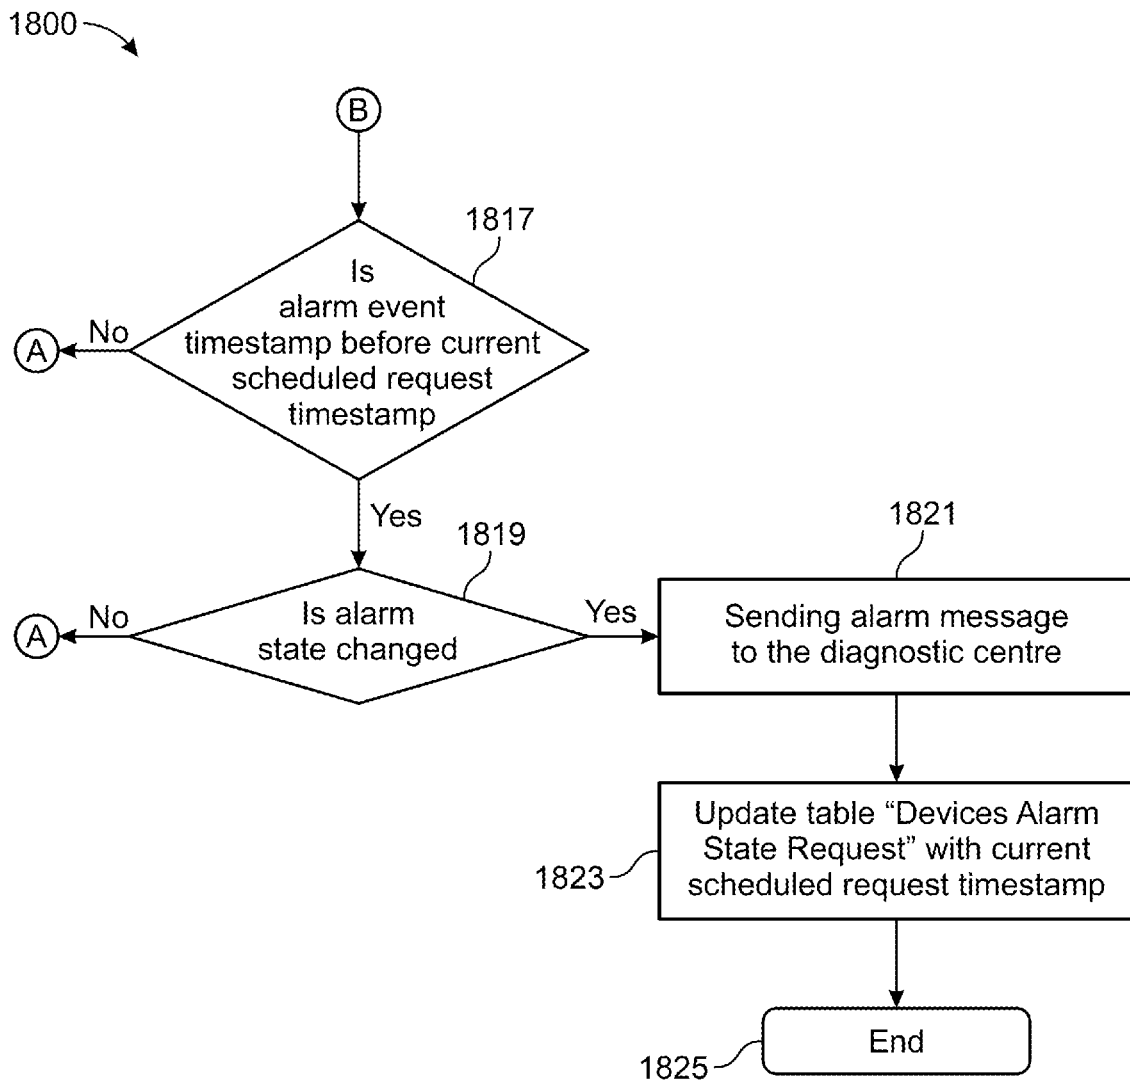 1800
B
1817
Is
alarm event
timestamp before current
scheduled request
timestamp
No
A
Yes
1819
Is alarm
state changed
No
A
Yes
1821
Sending alarm message
to the diagnostic centre
Update table “Devices Alarm
State Request” with current
scheduled request timestamp
1823
End
1825